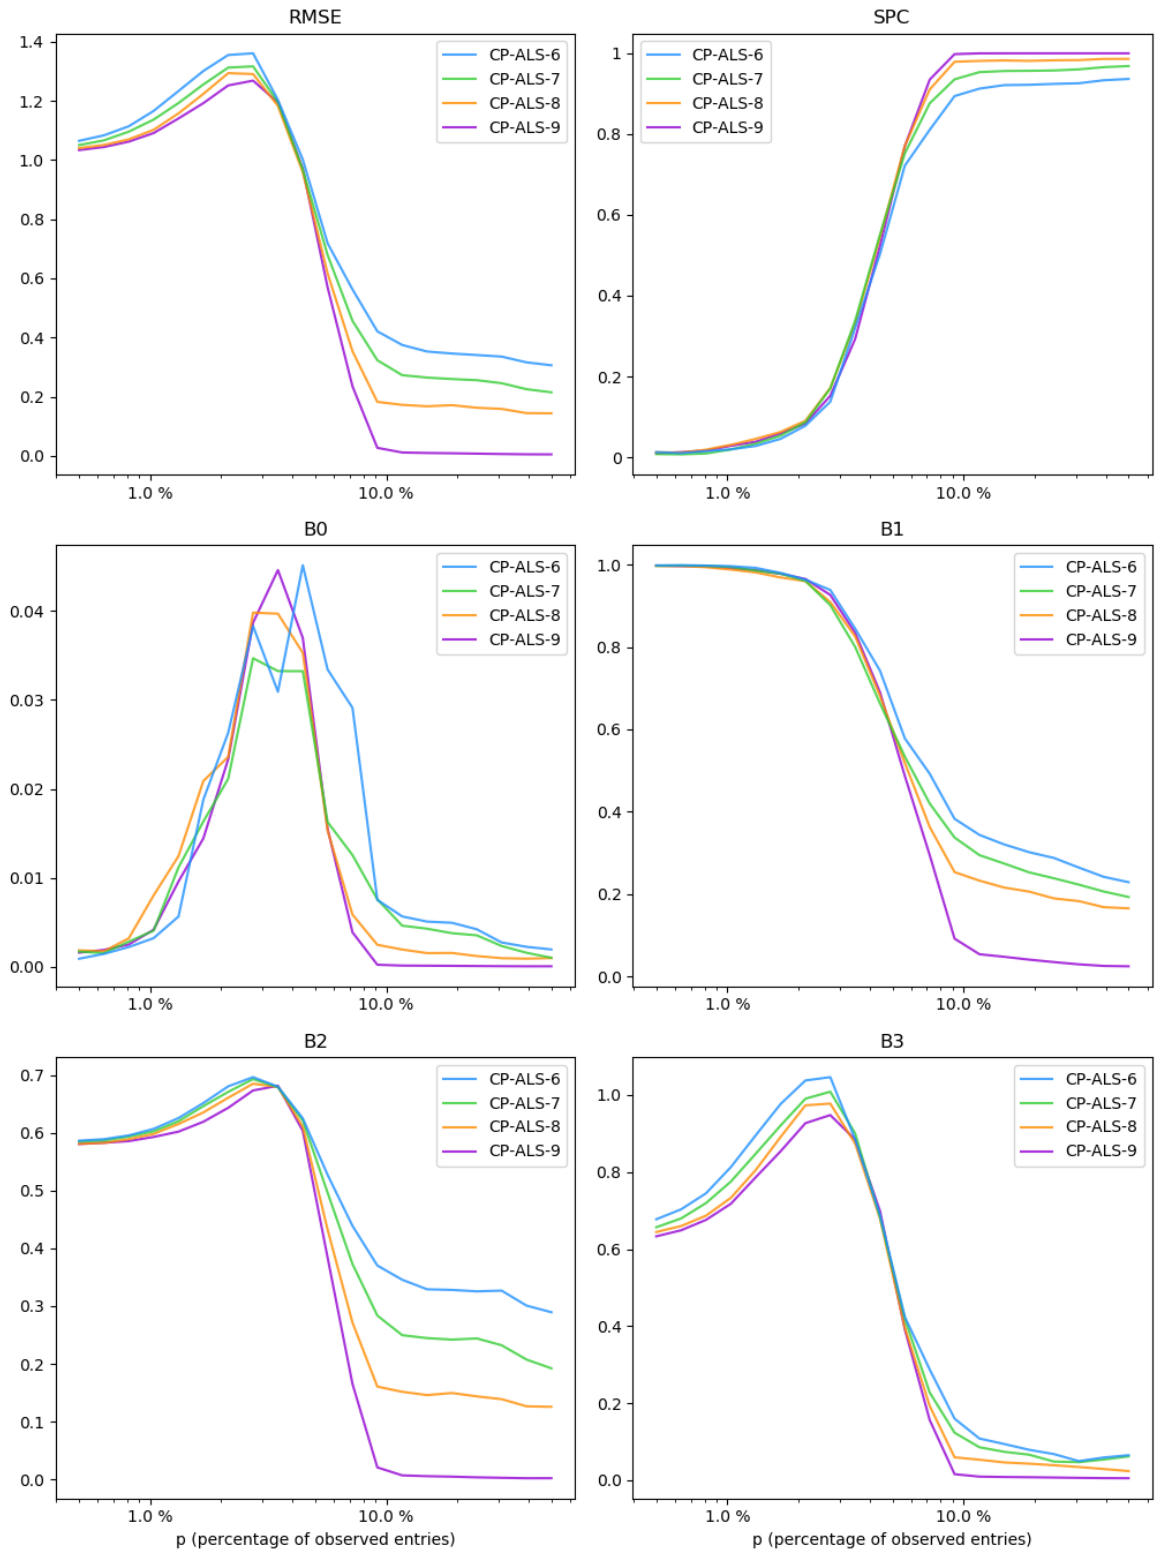 RMSE
1.4
1.2
1.0
0.8
0.6
0.4
0.2
0.0
1.0 %
10.0 %
CP-ALS-6
CP-ALS-7
CP-ALS-8
CP-ALS-9
SPC
1
0.8
0.6
0.4
0.2
0
1.0 %
10.0 %
CP-ALS-6
CP-ALS-7
CP-ALS-8
CP-ALS-9
B0
0.04
0.03
0.02
0.01
0.00
1.0 %
10.0 %
CP-ALS-6
CP-ALS-7
CP-ALS-8
CP-ALS-9
B1
1.0
0.8
0.6
0.4
0.2
0.0
1.0 %
10.0 %
CP-ALS-6
CP-ALS-7
CP-ALS-8
CP-ALS-9
B2
0.7
0.6
0.5
0.4
0.3
0.2
0.1
0.0
1.0 %
10.0 %
p (percentage of observed entries)
CP-ALS-6
CP-ALS-7
CP-ALS-8
CP-ALS-9
B3
1.0
0.8
0.6
0.4
0.2
0.0
1.0 %
10.0 %
p (percentage of observed entries)
CP-ALS-6
CP-ALS-7
CP-ALS-8
CP-ALS-9